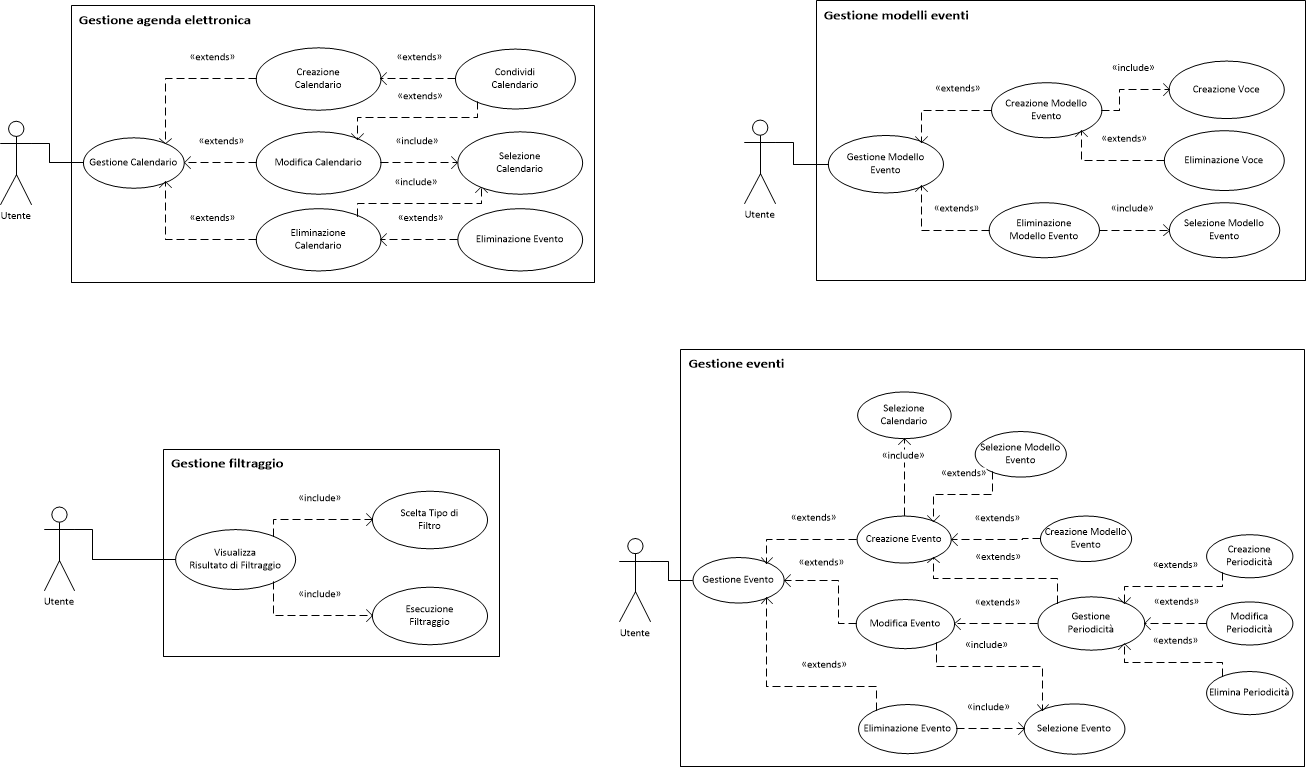 Gestione agenda elettronica
«extends»
«extends»
Creazione
Calendario
Condividi
Calendario
«extends»
Utente
Gestione Calendario
«extends»
Modifica Calendario
«include»
Selezione
Calendario
«include»
«extends»
Eliminazione
Calendario
«extends»
Eliminazione Evento
Gestione modelli eventi
«include»
«extends»
Creazione Modello
Evento
Creazione Voce
«extends»
Utente
Gestione Modello
Evento
Eliminazione Voce
«extends»
Eliminazione
Modello Evento
«include»
Selezione Modello
Evento
Gestione filtraggio
«include»
Scelta Tipo di
Filtro
Utente
Visualizza
Risultato di Filtraggio
«include»
Esecuzione
Filtraggio
Gestione eventi
Selezione
Calendario
«include»
Selezione Modello
Evento
«extends»
«extends»
Creazione Evento
«extends»
Creazione Modello
Evento
«extends»
Creazione
Periodicità
«extends»
Utente
Gestione Evento
«extends»
Modifica Evento
«extends»
Gestione
Periodicità
«extends»
Modifica
Periodicità
«include»
«extends»
«extends»
Elimina Periodicità
Eliminazione Evento
«include»
Selezione Evento